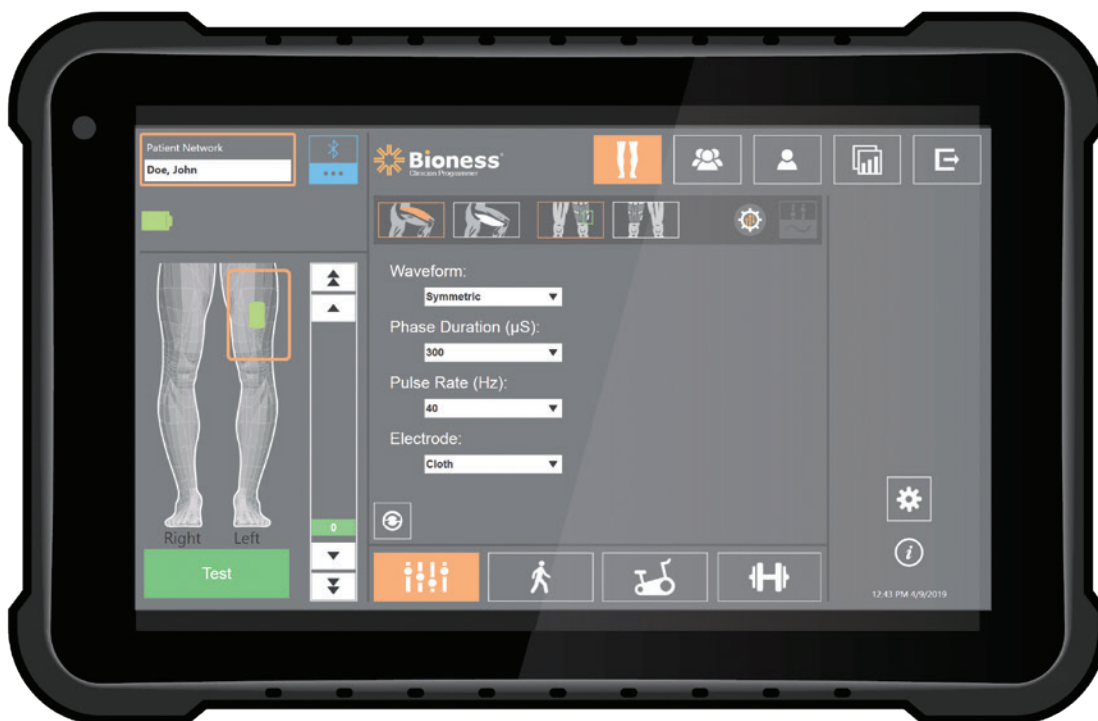 Patient Network
Doe, John
Bioness
Clinician Programmer
Waveform:
Symmetric
Phase Duration (µS):
300
Pulse Rate (Hz):
40
Electrode:
Cloth
0
Right Left
Test
i
12:43 PM 4/9/2019